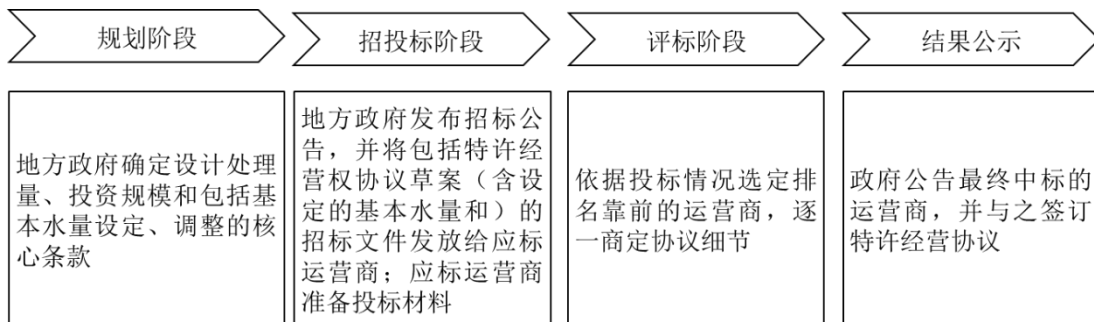 规划阶段
招投标阶段
评标阶段
结果公示
地方政府确定设计处理
量、投资规模和包括基
本水量设定、调整的核
心条款
地方政府发布招标公
告，并将包括特许经
营权协议草案（含设
定的基本水量和）的
招标文件发放给应标
运营商；应标运营商
准备投标材料
依据投标情况选定排
名靠前的运营商，逐
一商定协议细节
政府公告最终中标的
运营商，并与之签订
特许经营协议